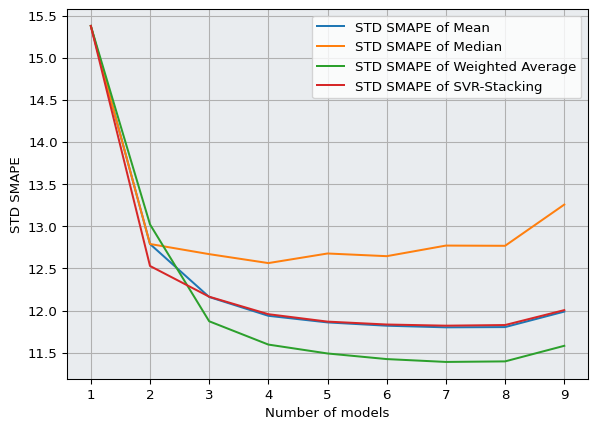 STD SMAPE of Mean
STD SMAPE of Median
STD SMAPE of Weighted Average
STD SMAPE of SVR-Stacking
15.5
15.0
14.5
14.0
13.5
13.0
12.5
12.0
11.5
STD SMAPE
1 2 3 4 5 6 7 8 9
Number of models